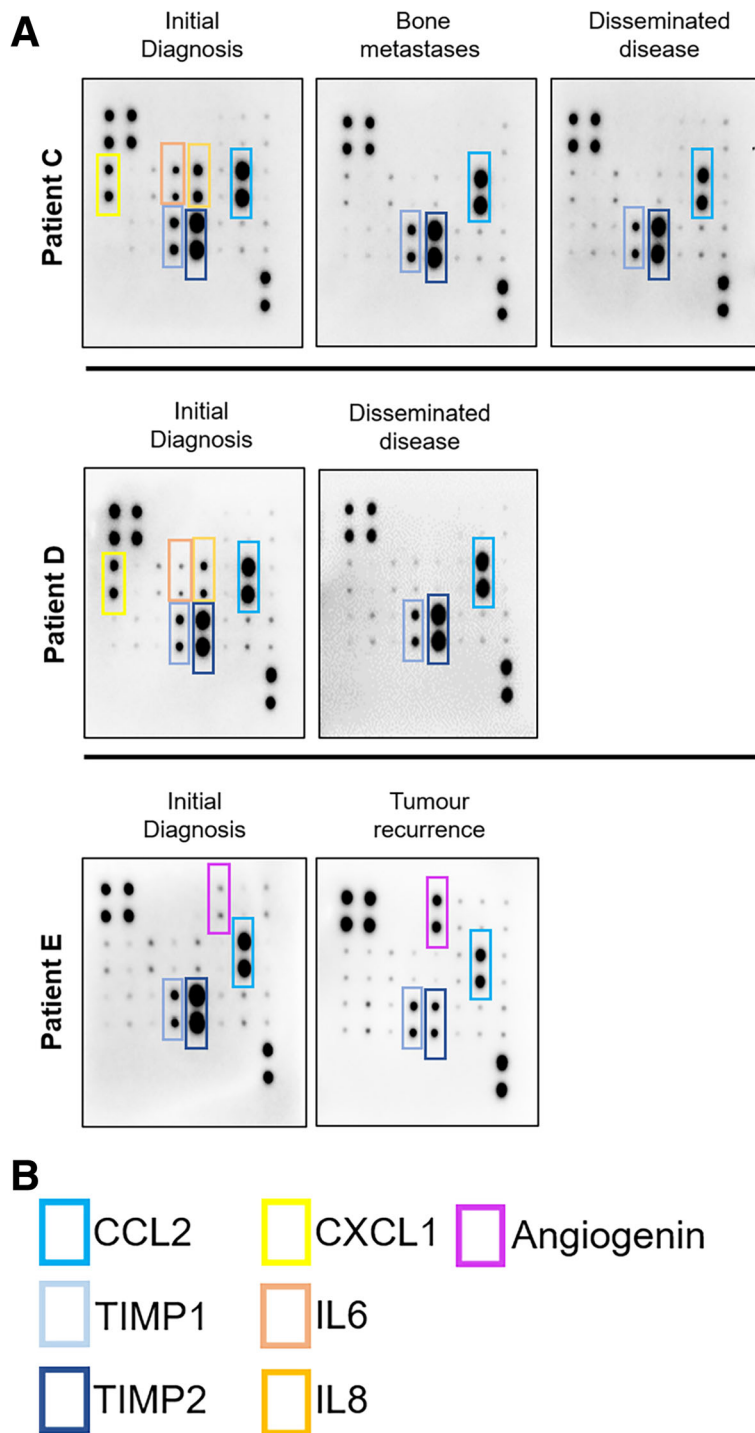 A
Initial
Diagnosis
Bone
metastases
Disseminated
disease
Patient C
Initial
Diagnosis
Disseminated
disease
Patient D
Initial
Diagnosis
Tumour
recurrence
Patient E
B
CCL2
CXCL1
Angiogenin
TIMP1
IL6
TIMP2
IL8